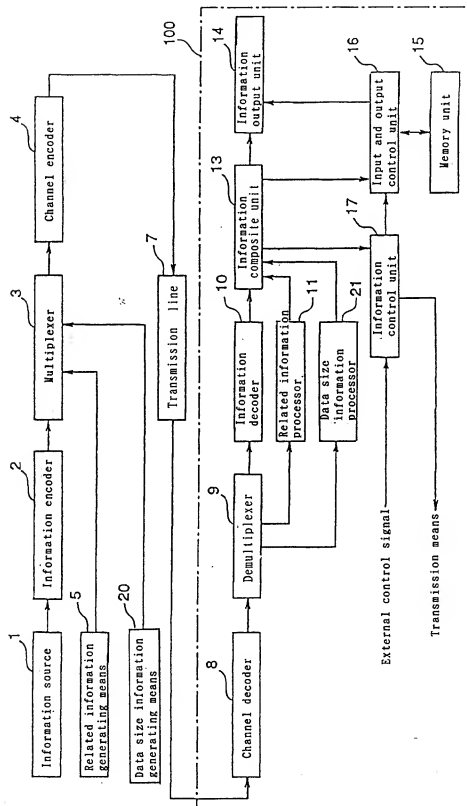 1
Information source
2
Information encoder
3
Multiplexer
4
Channel encoder
5
Related information
generating means
20
Data size information
generating means
7
Transmission line
100
8
Channel decoder
9
Demultiplexer
10
Information
decoder
Related information
processor
11
Data size
information
processor
21
13
Information
composite unit
14
Information
output unit
17
Information
control unit
16
Input and output
control unit
15
Memory unit
External control signal
Transmission means